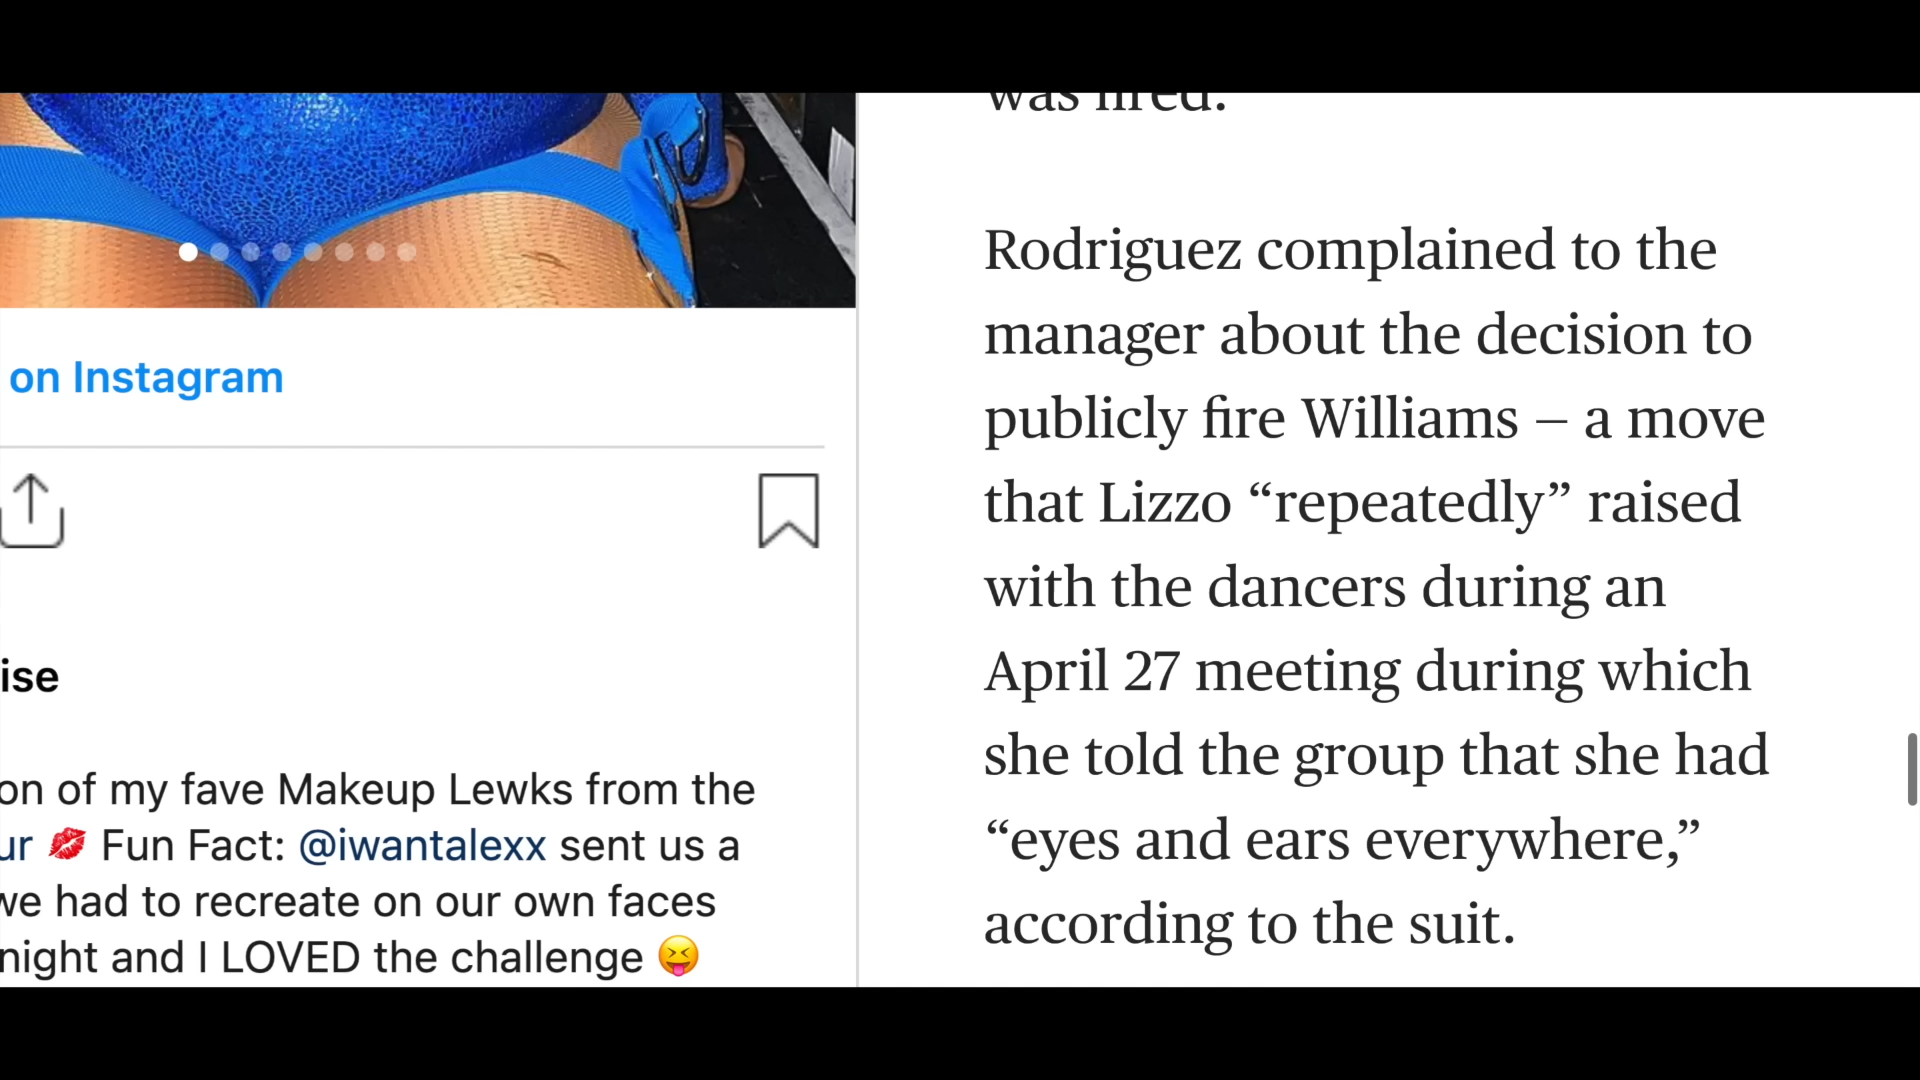 on Instagram
ise
on of my fave Makeup Lewks from the
ur 💋 Fun Fact: @iwantalexx sent us a
we had to recreate on our own faces
night and I LOVED the challenge 😝
was fired.
Rodriguez complained to the
manager about the decision to
publicly fire Williams – a move
that Lizzo “repeatedly” raised
with the dancers during an
April 27 meeting during which
she told the group that she had
“eyes and ears everywhere,”
according to the suit.